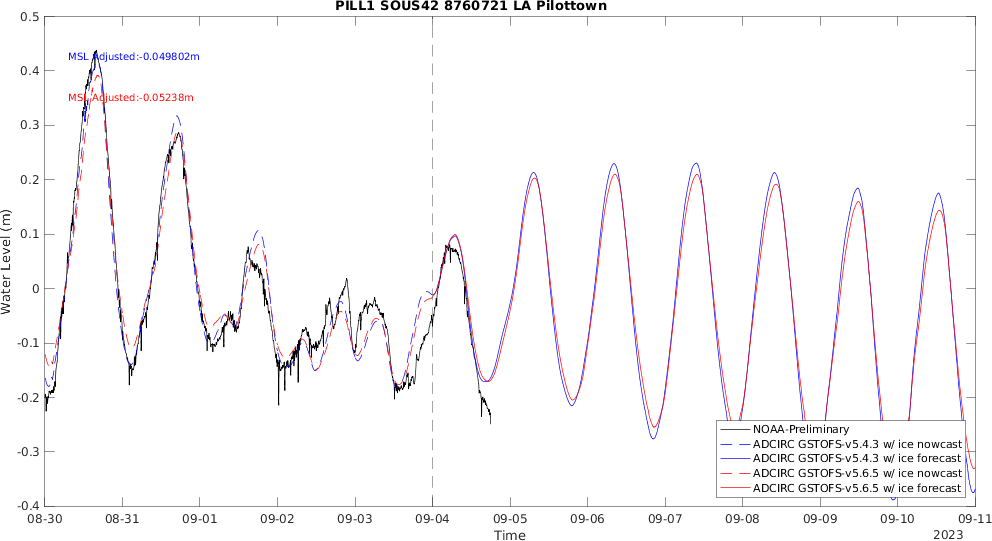 PILL1 SOUS42 8760721 LA Pilottown
MSL Adjusted:-0.049802m
MSL Adjusted:-0.05238m
Water Level (m)
0.5
0.4
0.3
0.2
0.1
0
-0.1
-0.2
-0.3
-0.4
NOAA-Preliminary
ADCIRC GSTOFS-v5.4.3 w/ ice nowcast
ADCIRC GSTOFS-v5.4.3 w/ ice forecast
ADCIRC GSTOFS-v5.6.5 w/ ice nowcast
ADCIRC GSTOFS-v5.6.5 w/ ice forecast
08-30 08-31 09-01 09-02 09-03 09-04 09-05 09-06 09-07 09-08 09-09 09-10 09-11
Time
2023